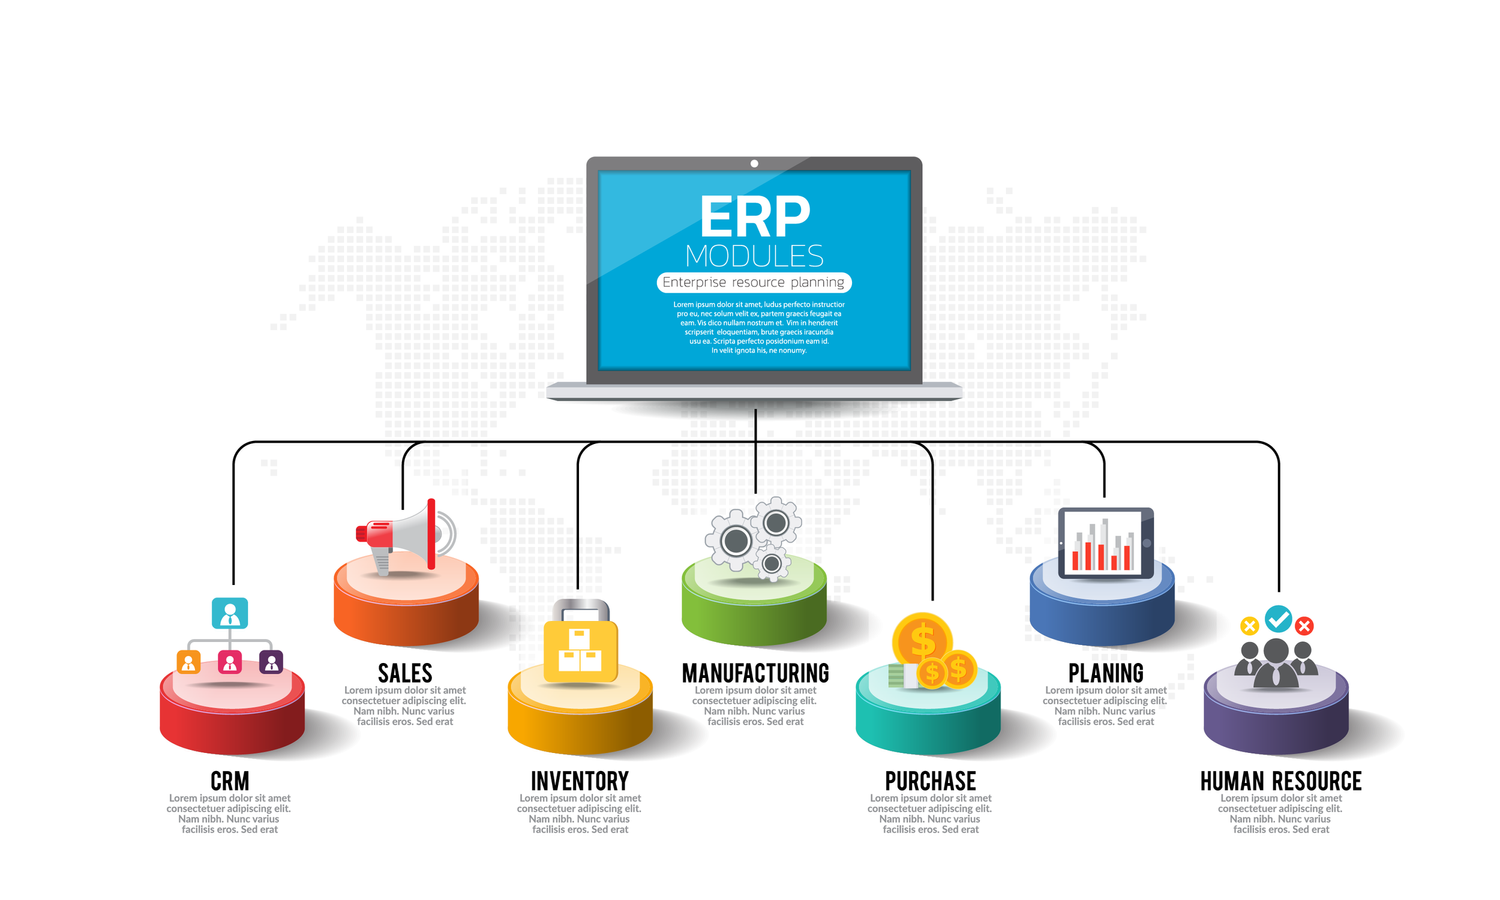 ERP
MODULES
Enterprise resource planning
Lorem ipsum dolor sit amet, ludus perfecto instructior
pro eu, nec solum velit ex, partem graecis feugait ea
eam. Vis dico nullam nostrum et. Vim in hendrerit
scripserit eloquentiam, brute graecis iracundia
usu ea. Scripta perfecto posidonium eam id.
In velit ignota his, ne nonumy.
SALES
Lorem ipsum dolor sit amet
consectetuer adipiscing elit.
Nam nibh. Nunc varius
facilisis eros. Sed erat
MANUFACTURING
Lorem ipsum dolor sit amet
consectetuer adipiscing elit.
Nam nibh. Nunc varius
facilisis eros. Sed erat
PLANING
Lorem ipsum dolor sit amet
consectetuer adipiscing elit.
Nam nibh. Nunc varius
facilisis eros. Sed erat
CRM
Lorem ipsum dolor sit amet
consectetuer adipiscing elit.
Nam nibh. Nunc varius
facilisis eros. Sed erat
INVENTORY
Lorem ipsum dolor sit amet
consectetuer adipiscing elit.
Nam nibh. Nunc varius
facilisis eros. Sed erat
$
$
$
PURCHASE
Lorem ipsum dolor sit amet
consectetuer adipiscing elit.
Nam nibh. Nunc varius
facilisis eros. Sed erat
HUMAN RESOURCE
Lorem ipsum dolor sit amet
consectetuer adipiscing elit.
Nam nibh. Nunc varius
facilisis eros. Sed erat